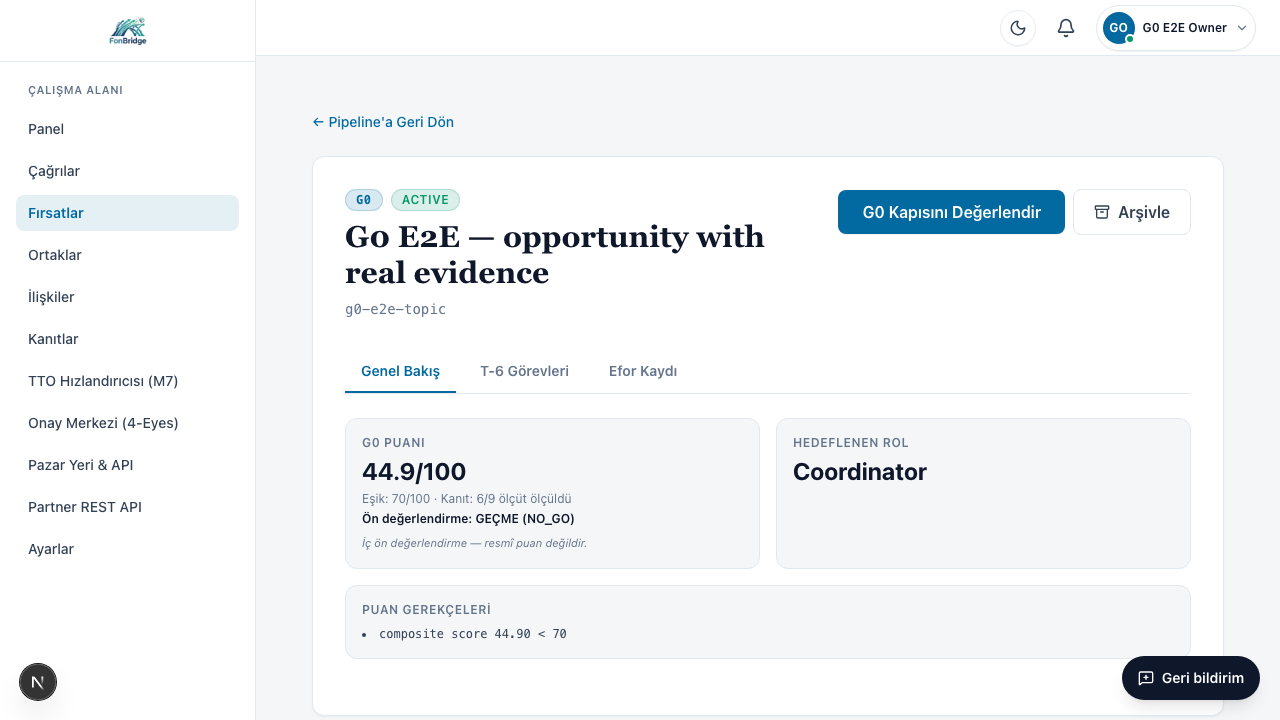 FonBridge
GO
G0 E2E Owner
ÇALIŞMA ALANI
Panel
Çağrılar
Fırsatlar
Ortaklar
İlişkiler
Kanıtlar
TTO Hızlandırıcısı (M7)
Onay Merkezi (4-Eyes)
Pazar Yeri & API
Partner REST API
Ayarlar
N
← Pipeline'a Geri Dön
G0 ACTIVE
G0 E2E — opportunity with
real evidence
g0-e2e-topic
G0 Kapısını Değerlendir
Arşivle
Genel Bakış T-6 Görevleri Efor Kaydı
G0 PUANI
44.9/100
Eşik: 70/100 · Kanıt: 6/9 ölçüt ölçüldü
Ön değerlendirme: GEÇME (NO_GO)
İç ön değerlendirme — resmî puan değildir.
HEDEFLENEN ROL
Coordinator
PUAN GEREKÇELERİ
• composite score 44.90 < 70
Geri bildirim